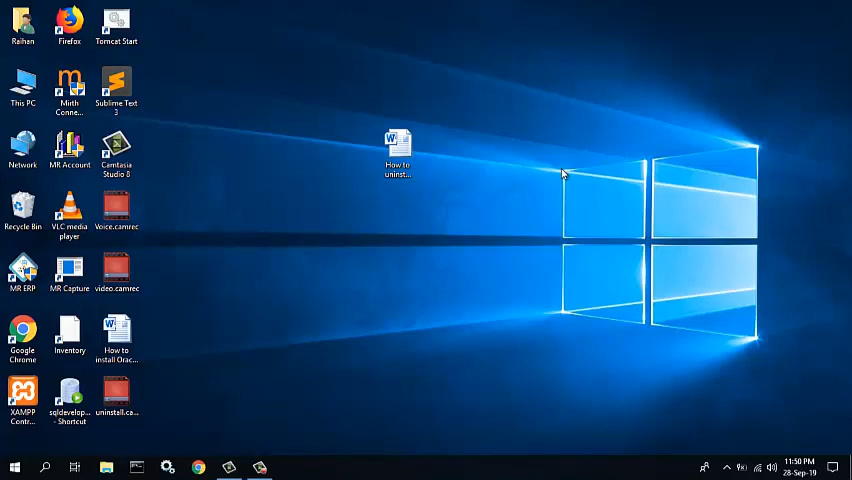 Raihan
Firefox
Tomcat Start
This PC
Mirth
Conne...
Sublime Text
3
Network
MR Account
Camtasia
Studio 8
How to
uninst...
Recycle Bin
VLC media
player
Voice.camrec
MR ERP
MR Capture
video.camrec
Google
Chrome
Inventory
How to
install Orac...
XAMPP
Contr...
sqldevelop...
- Shortcut
uninstall.ca...
11:50 PM
28-Sep-19